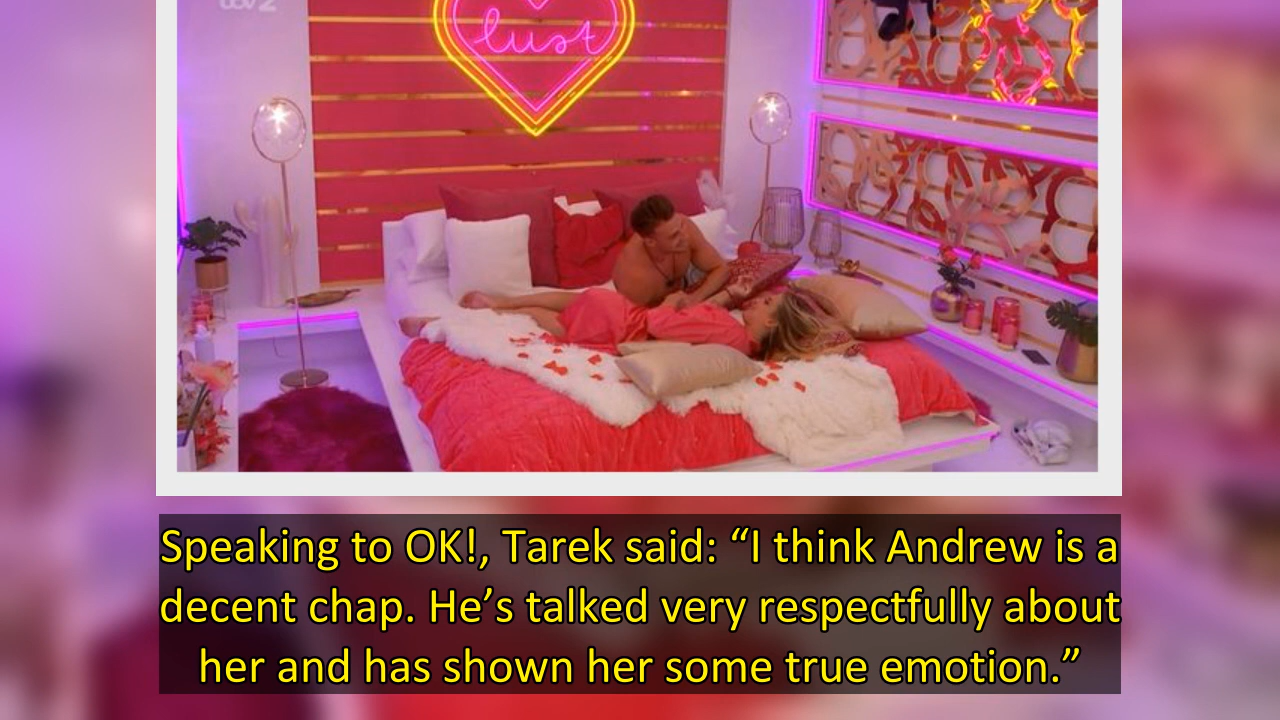 itv2
lust
Speaking to OK!, Tarek said: “I think Andrew is a
decent chap. He’s talked very respectfully about
her and has shown her some true emotion.”